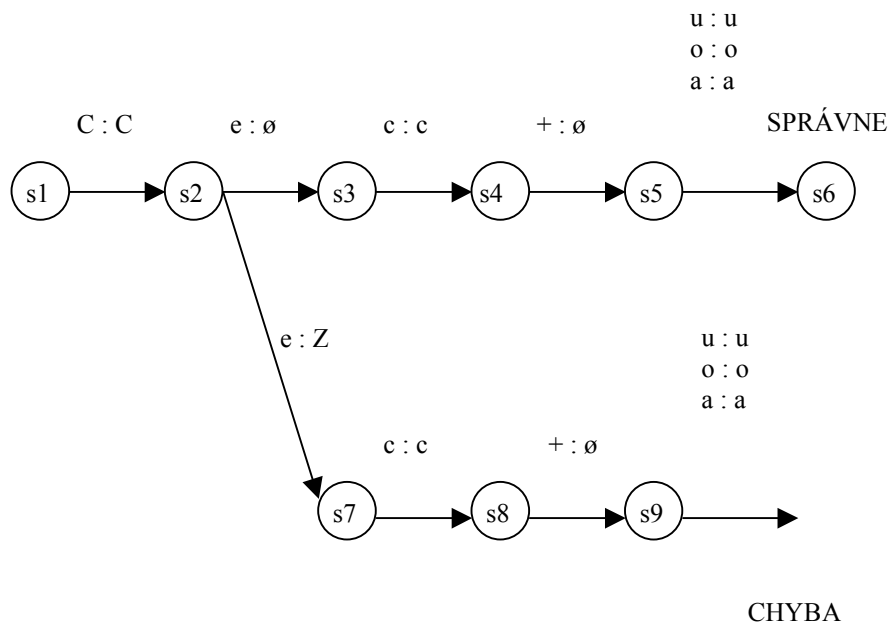 u : u
o : o
a : a
C : C e : ø c : c + : ø SPRÁVNE
s1 s2 s3 s4 s5 s6
e : Z
u : u
o : o
a : a
c : c + : ø
s7 s8 s9
CHYBA